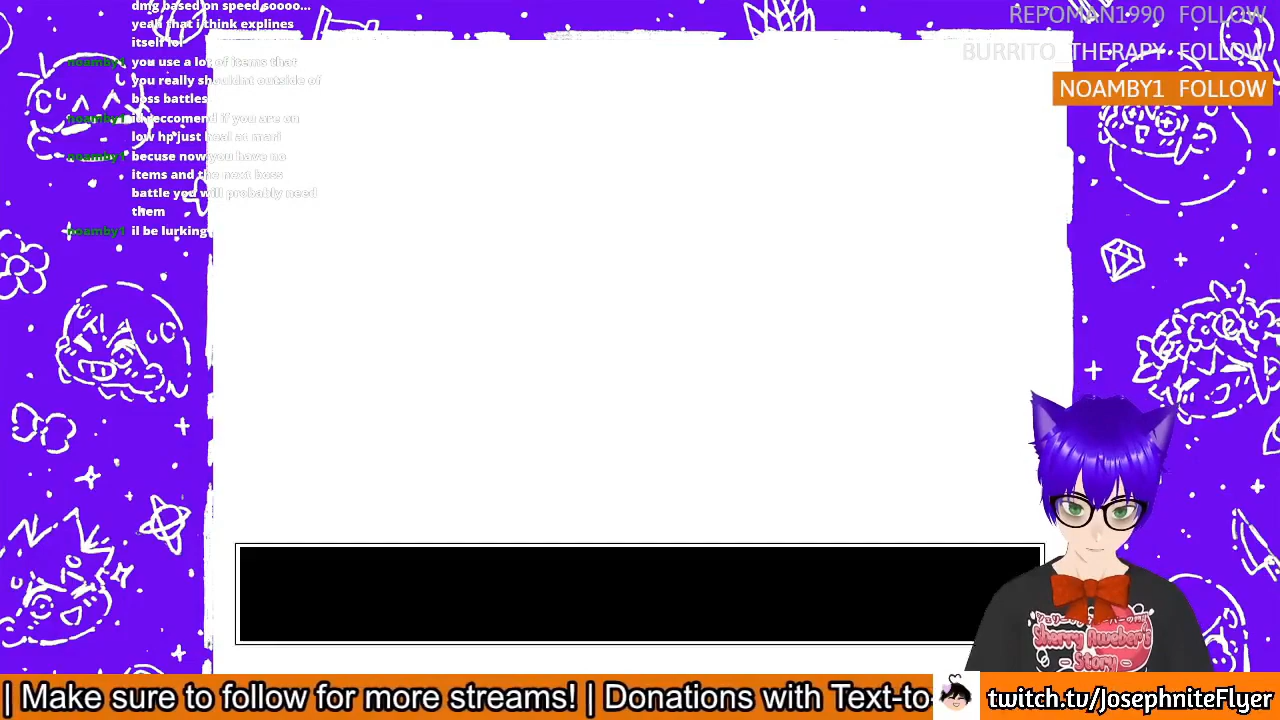 dmg based on speed soooo...
yeah that i think explines
itself lol
noamby1 you use a lot of items that
you really shouldnt outside of
boss battles
noamby1 id reccomend if you are on
low hp just heal at mari
noamby1 becuse now you have no
items and the next boss
battle you will probably need
them
noamby1 il be lurking
REPOMAN1990 FOLLOW
BURRITO_THERAPY FOLLOW
NOAMBY1 FOLLOW
Sherry Aweber's
- Story -
| Make sure to follow for more streams! | Donations with Text-to-
twitch.tv/JosephniteFlyer